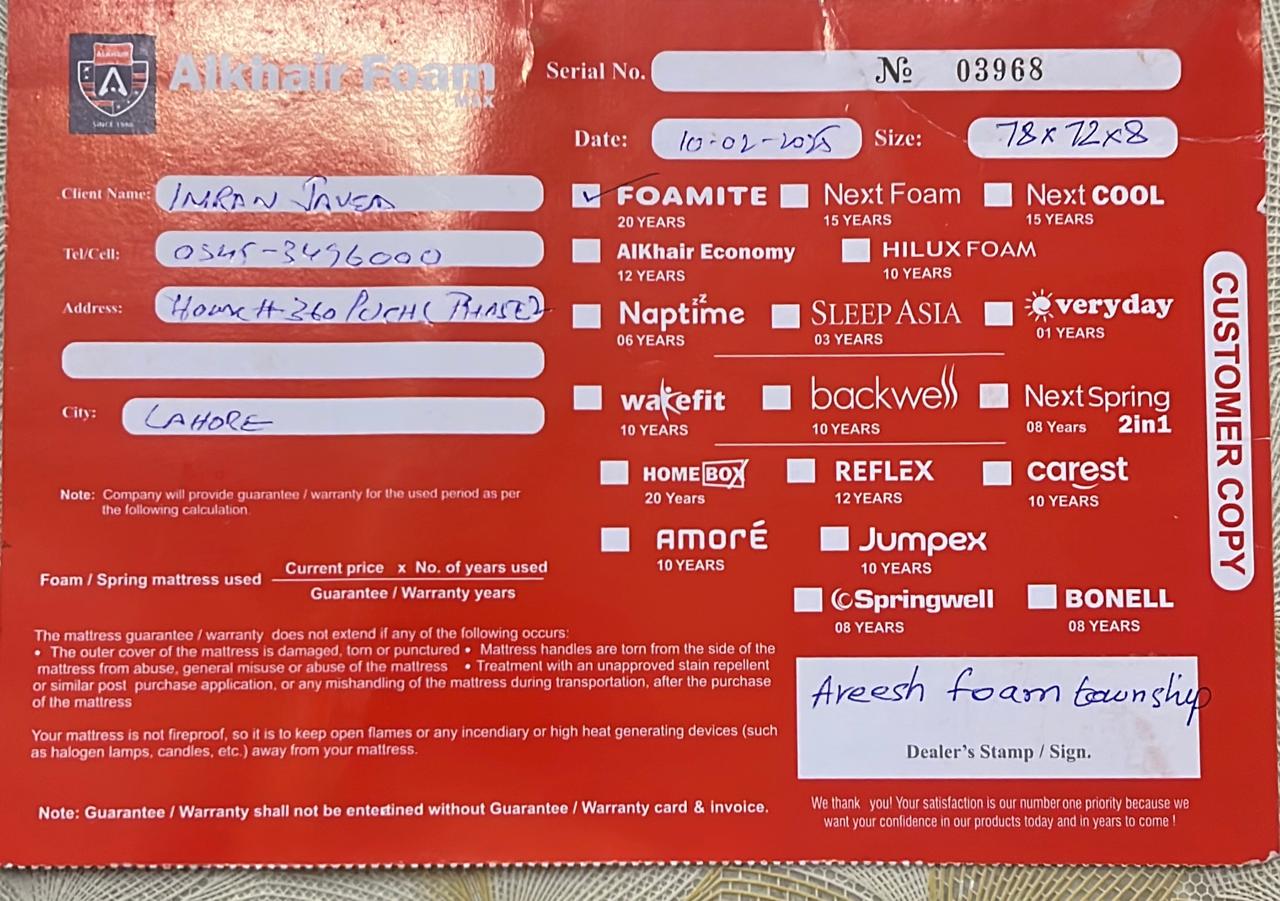 ALKHAIR
A
SINCE 1986
Alkhair Foam
MAX
Serial No. № 03968
Date: 10-02-2025 Size: 78x72x8
Client Name: IMRAN JAVED
Tel/Cell: 0345-3496000
Address: House # 360 PUCHC PHASE2
City: LAHORE
✓ FOAMITE Next Foam Next COOL
20 YEARS 15 YEARS 15 YEARS
AlKhair Economy HILUX FOAM
12 YEARS 10 YEARS
Naptime zz SLEEP ASIA everyday
06 YEARS 03 YEARS 01 YEARS
wakefit backwell Next Spring
10 YEARS 10 YEARS 08 Years 2in1
HOME BOX REFLEX carest
20 Years 12 YEARS 10 YEARS
AMORÉ Jumpex
10 YEARS 10 YEARS
Springwell BONELL
08 YEARS 08 YEARS
CUSTOMER COPY
Note: Company will provide guarantee / warranty for the used period as per
the following calculation.
Foam / Spring mattress used Current price x No. of years used
Guarantee / Warranty years
The mattress guarantee / warranty does not extend if any of the following occurs:
• The outer cover of the mattress is damaged, torn or punctured • Mattress handles are torn from the side of the
mattress from abuse, general misuse or abuse of the mattress • Treatment with an unapproved stain repellent
or similar post purchase application, or any mishandling of the mattress during transportation, after the purchase
of the mattress
Your mattress is not fireproof, so it is to keep open flames or any incendiary or high heat generating devices (such
as halogen lamps, candles, etc.) away from your mattress.
Note: Guarantee / Warranty shall not be entertined without Guarantee / Warranty card & invoice.
Areesh foam township
Dealer's Stamp / Sign.
We thank you! Your satisfaction is our number one priority because we
want your confidence in our products today and in years to come !